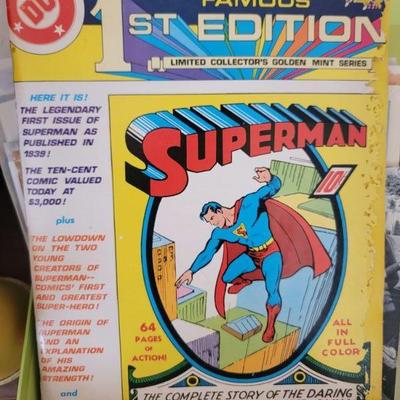 DC
FAMOUS
1ST EDITION
LIMITED COLLECTOR'S GOLDEN MINT SERIES
HERE IT IS!
THE LEGENDARY
FIRST ISSUE OF
SUPERMAN AS
PUBLISHED IN
1939!
THE TEN-CENT
COMIC VALUED
TODAY AT
$3,000!
plus
THE LOWDOWN
ON THE TWO
YOUNG
CREATORS OF
SUPERMAN--
COMICS' FIRST
AND GREATEST
SUPER-HERO!
THE ORIGIN OF
SUPERMAN
AND AN
EXPLANATION
OF HIS
AMAZING
STRENGTH!
and
SUPERMAN
10¢
S
64
PAGES
OF
ACTION!
ALL
IN
FULL
COLOR
THE COMPLETE STORY OF THE DARING